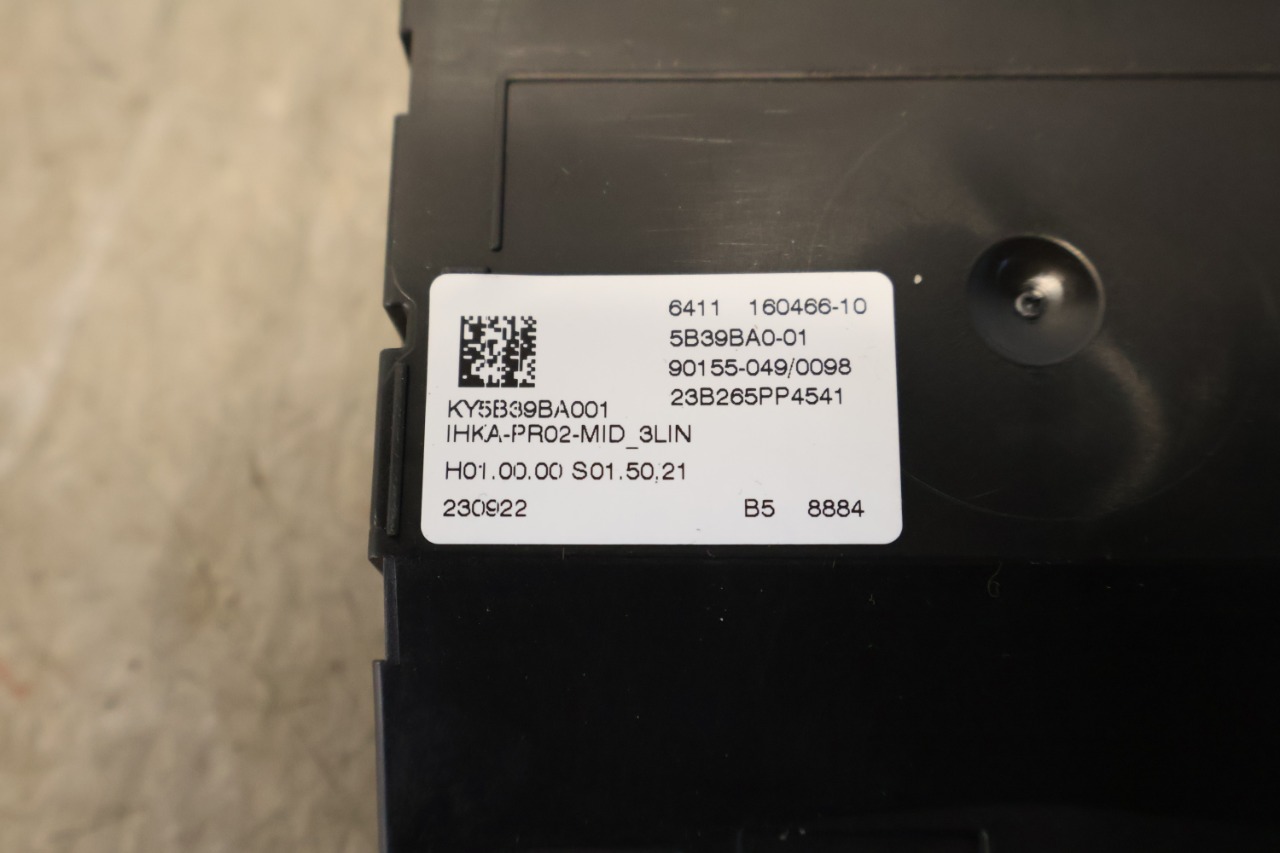 6411 160466-10
5B39BA0-01
90155-049/0098
23B265PP4541
KY5B39BA001
IHKA-PR02-MID_3LIN
H01.00.00 S01.50,21
230922 B5 8884